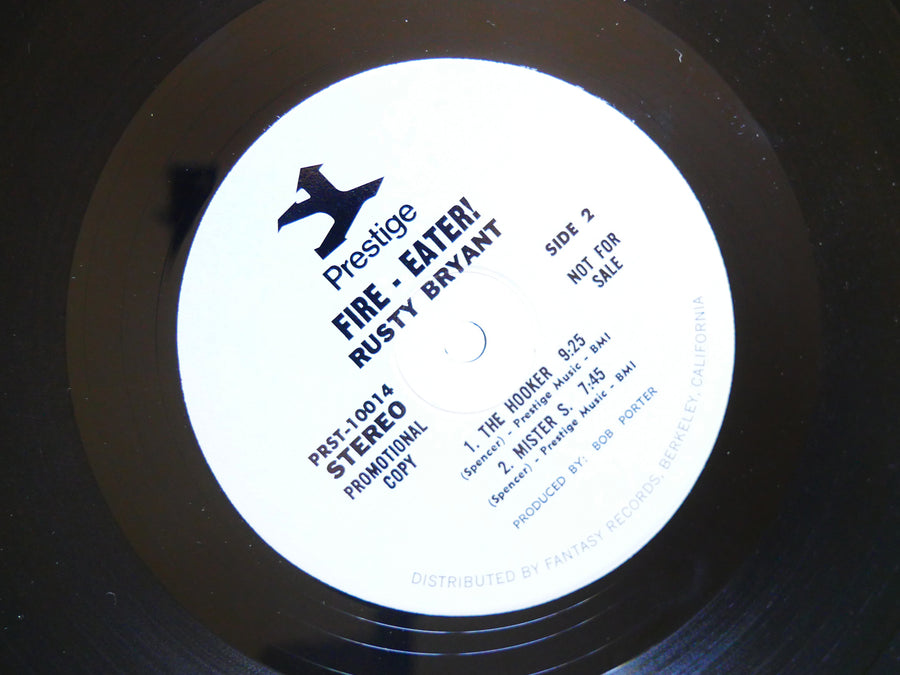 Prestige
FIRE - EATER!
RUSTY BRYANT
SIDE 2
NOT FOR
SALE
PRST-10014
STEREO
PROMOTIONAL
COPY
1. THE HOOKER 9:25
(Spencer) - Prestige Music - BMI
2. MISTER S. 7:45
(Spencer) - Prestige Music - BMI
PRODUCED BY: BOB PORTER
DISTRIBUTED BY FANTASY RECORDS, BERKELEY, CALIFORNIA